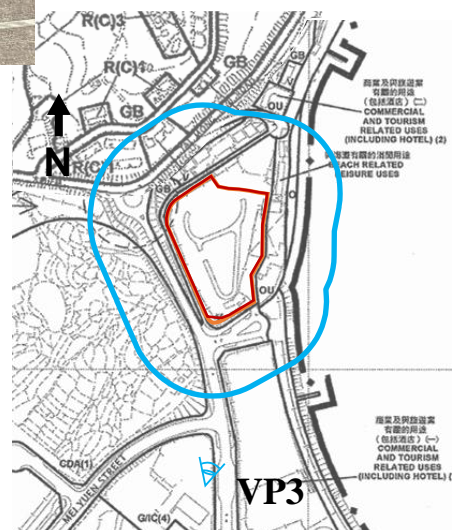 R(C)3
R(C)1
GB
GB
GB
N
R(C)
GB
V
OU
商業及與旅遊業
有關的用途
(包括酒店) (二)
COMMERCIAL
AND TOURISM
RELATED USES
(INCLUDING HOTEL) (2)
有關的消閒用途
BEACH RELATED
LEISURE USES
O
OU
商業及與旅遊業
有關的用途
(包括酒店) (一)
COMMERCIAL
AND TOURISM
RELATED USES
(INCLUDING HOTEL) (
CDA(1)
MEI YUEN STREET
G/IC(4)
VP3